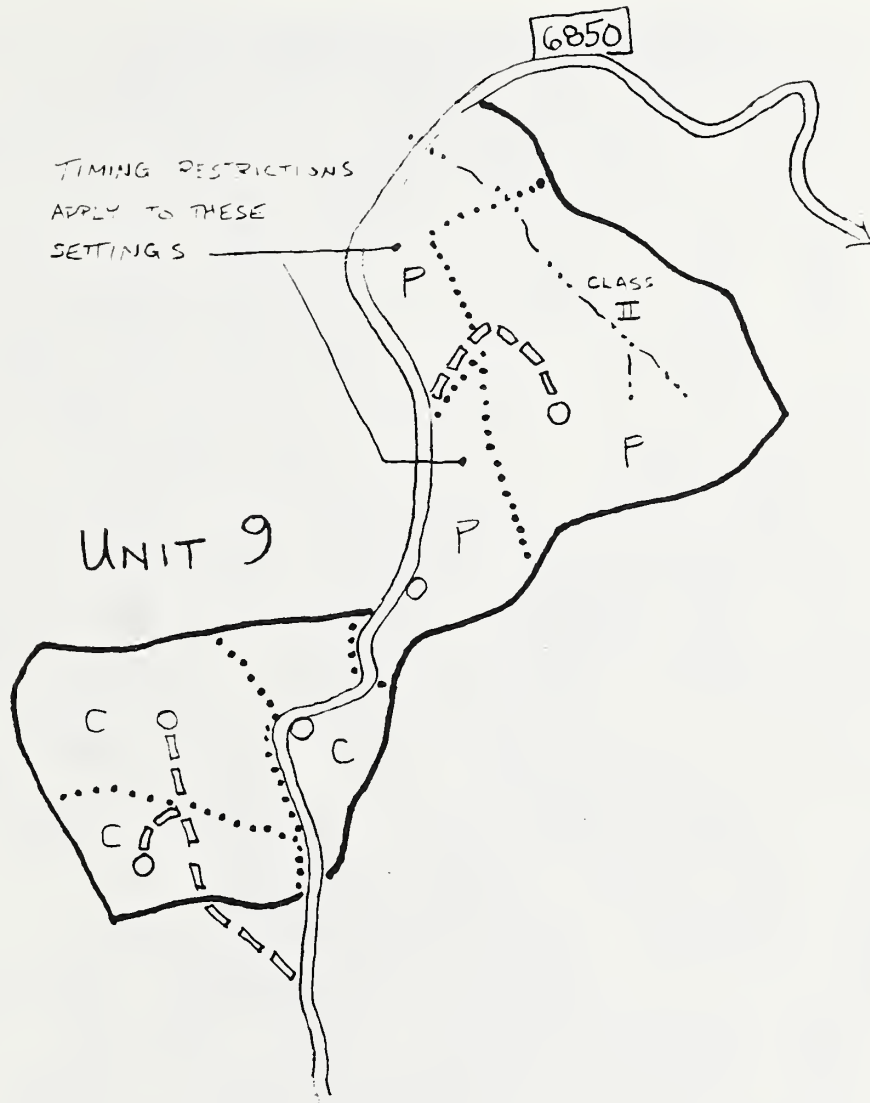 6850
TIMING RESTRICTIONS
APPLY TO THESE
SETTINGS
P
CLASS
II
P
P
UNIT 9
C
C
C